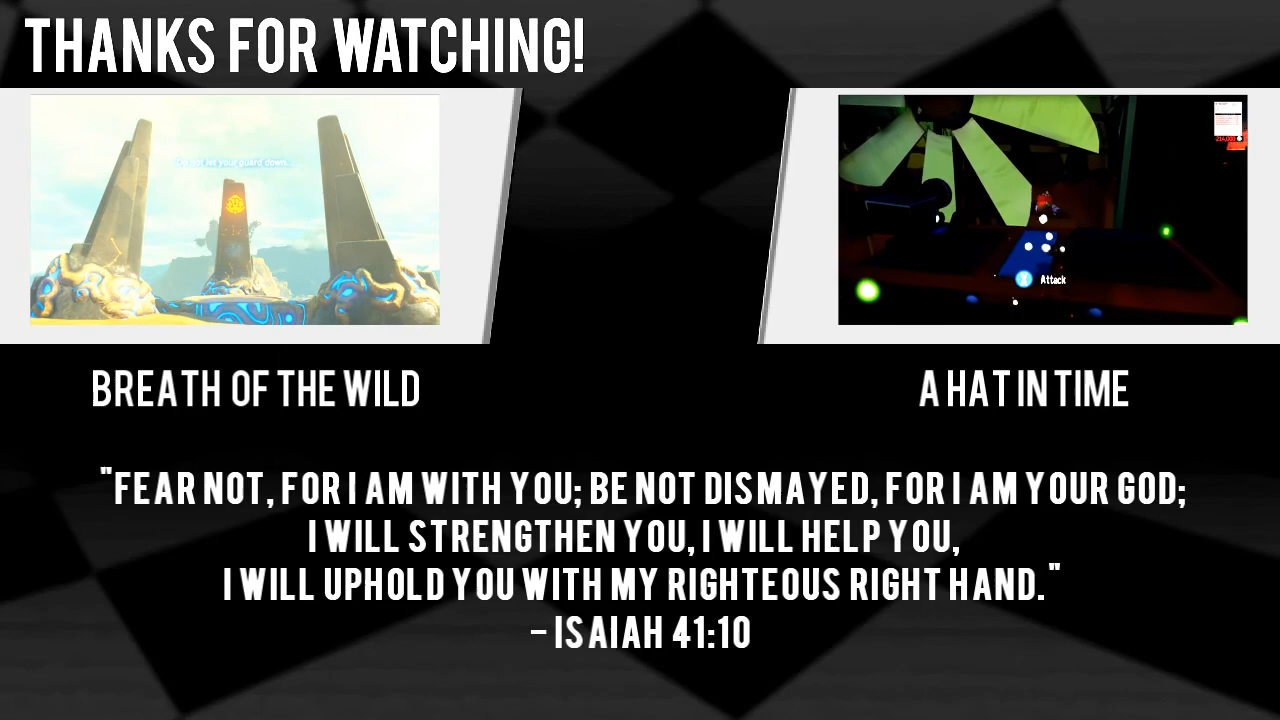 THANKS FOR WATCHING!
Do not let your guard down...
Attack
BREATH OF THE WILD
A HAT IN TIME
"FEAR NOT, FOR I AM WITH YOU; BE NOT DISMAYED, FOR I AM YOUR GOD;
I WILL STRENGTHEN YOU, I WILL HELP YOU,
I WILL UPHOLD YOU WITH MY RIGHTEOUS RIGHT HAND."
- ISAIAH 41:10